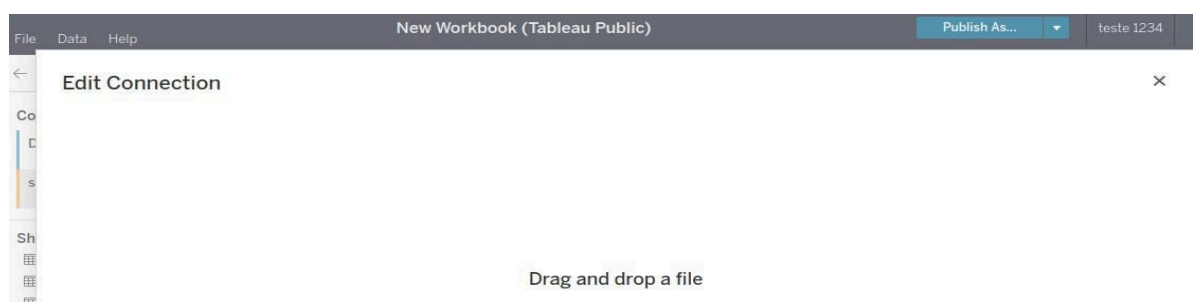 New Workbook (Tableau Public)
Publish As...
teste 1234
File Data Help
Edit Connection
Co
D
s
Sh
Drag and drop a file